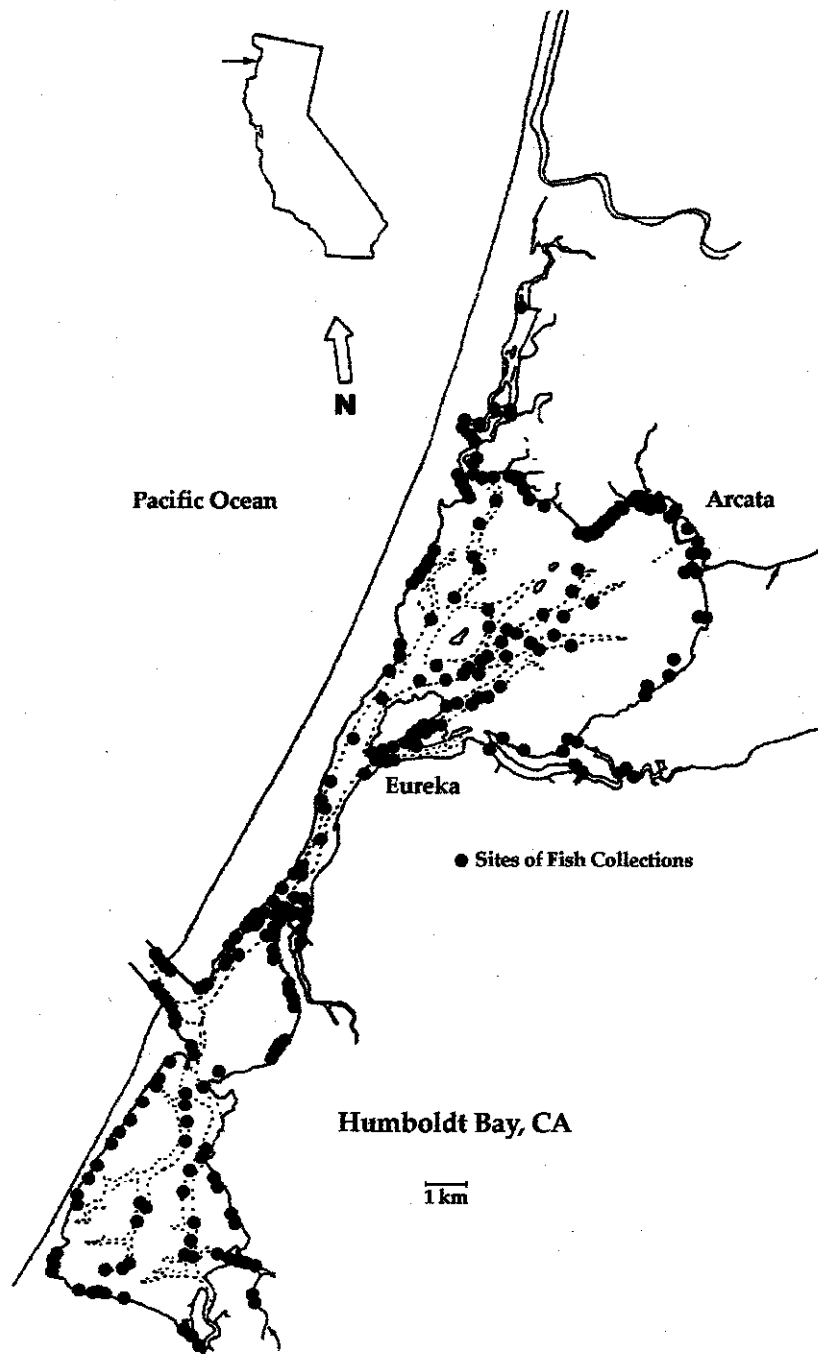 N
Pacific Ocean
Arcata
Eureka
Sites of Fish Collections
Humboldt Bay, CA
1 km